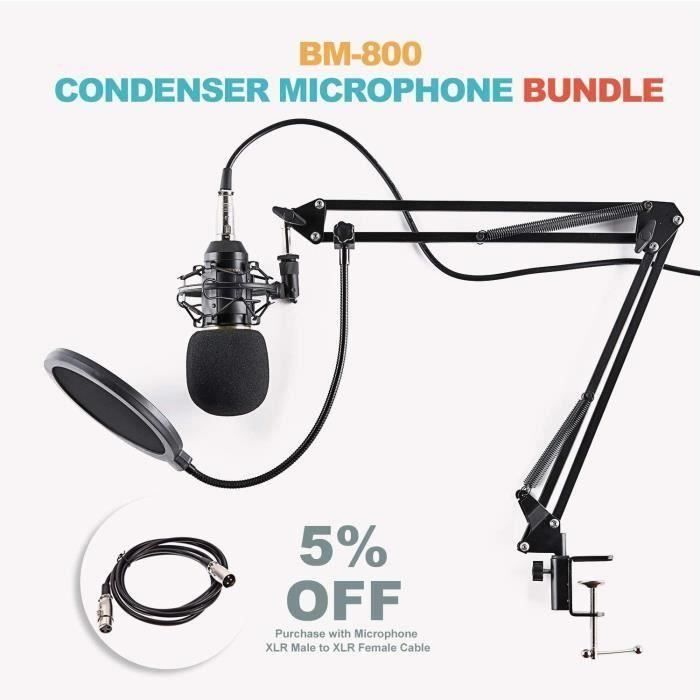 BM-800
CONDENSER MICROPHONE BUNDLE
5%
OFF
Purchase with Microphone
XLR Male to XLR Female Cable